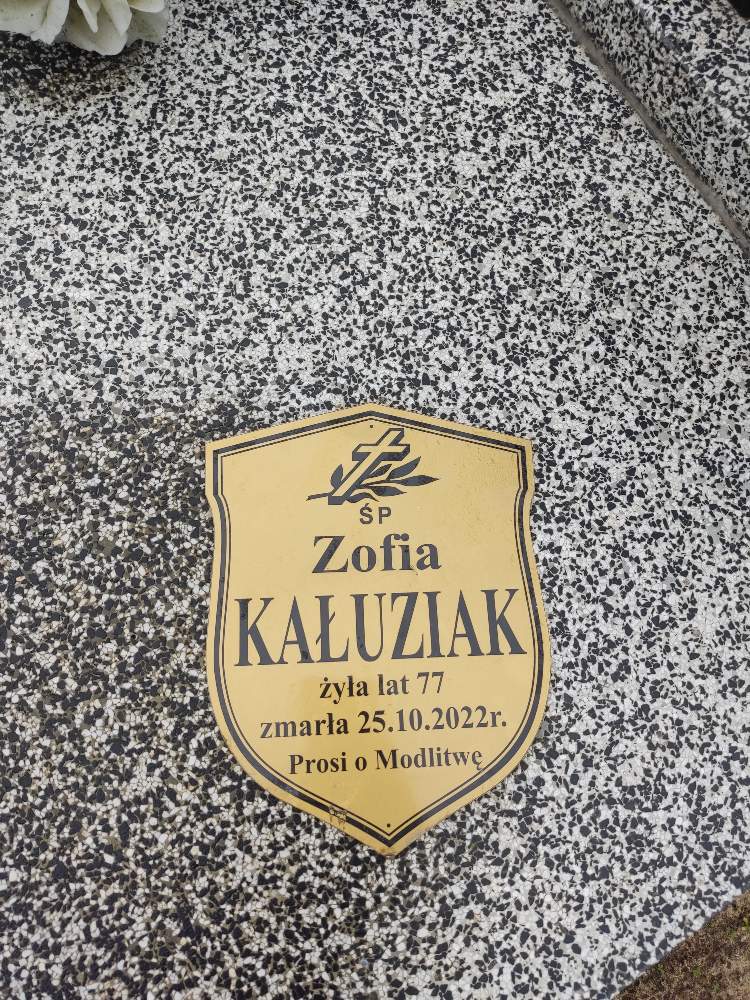 ŚP
Zofia
KAŁUZIAK
żyła lat 77
zmarła 25.10.2022r.
Prosi o Modlitwę